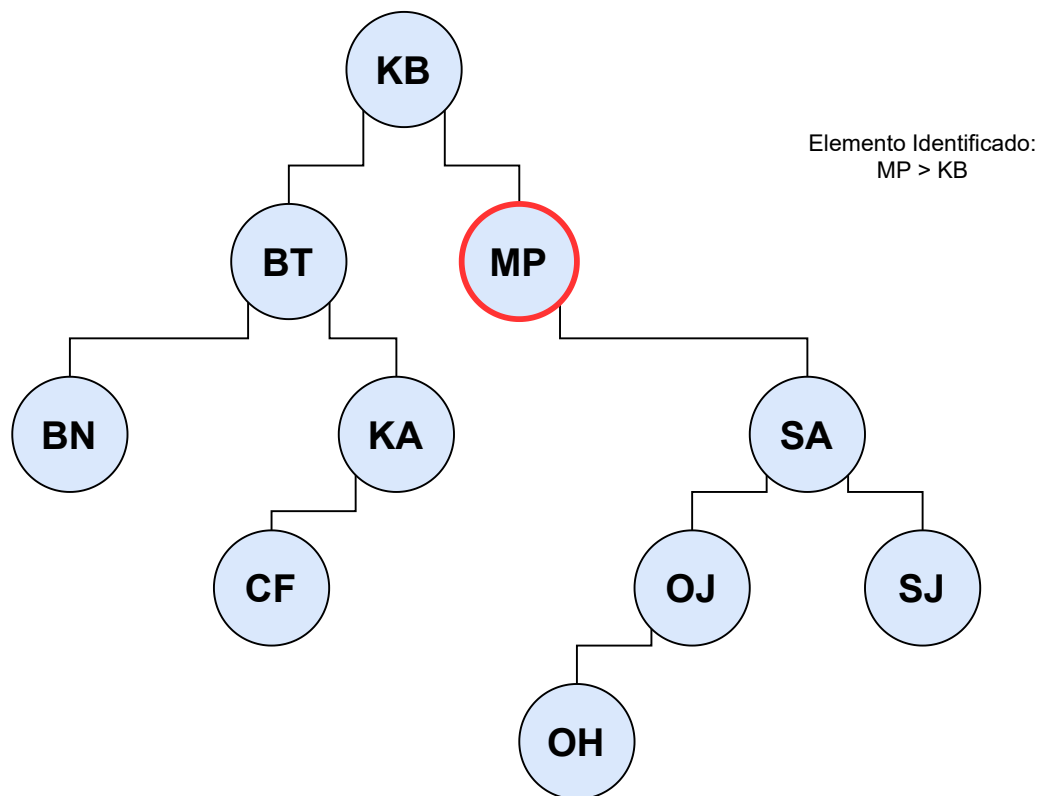 KB
Elemento Identificado:
MP > KB
BT
MP
BN
KA
SA
CF
OJ
SJ
OH